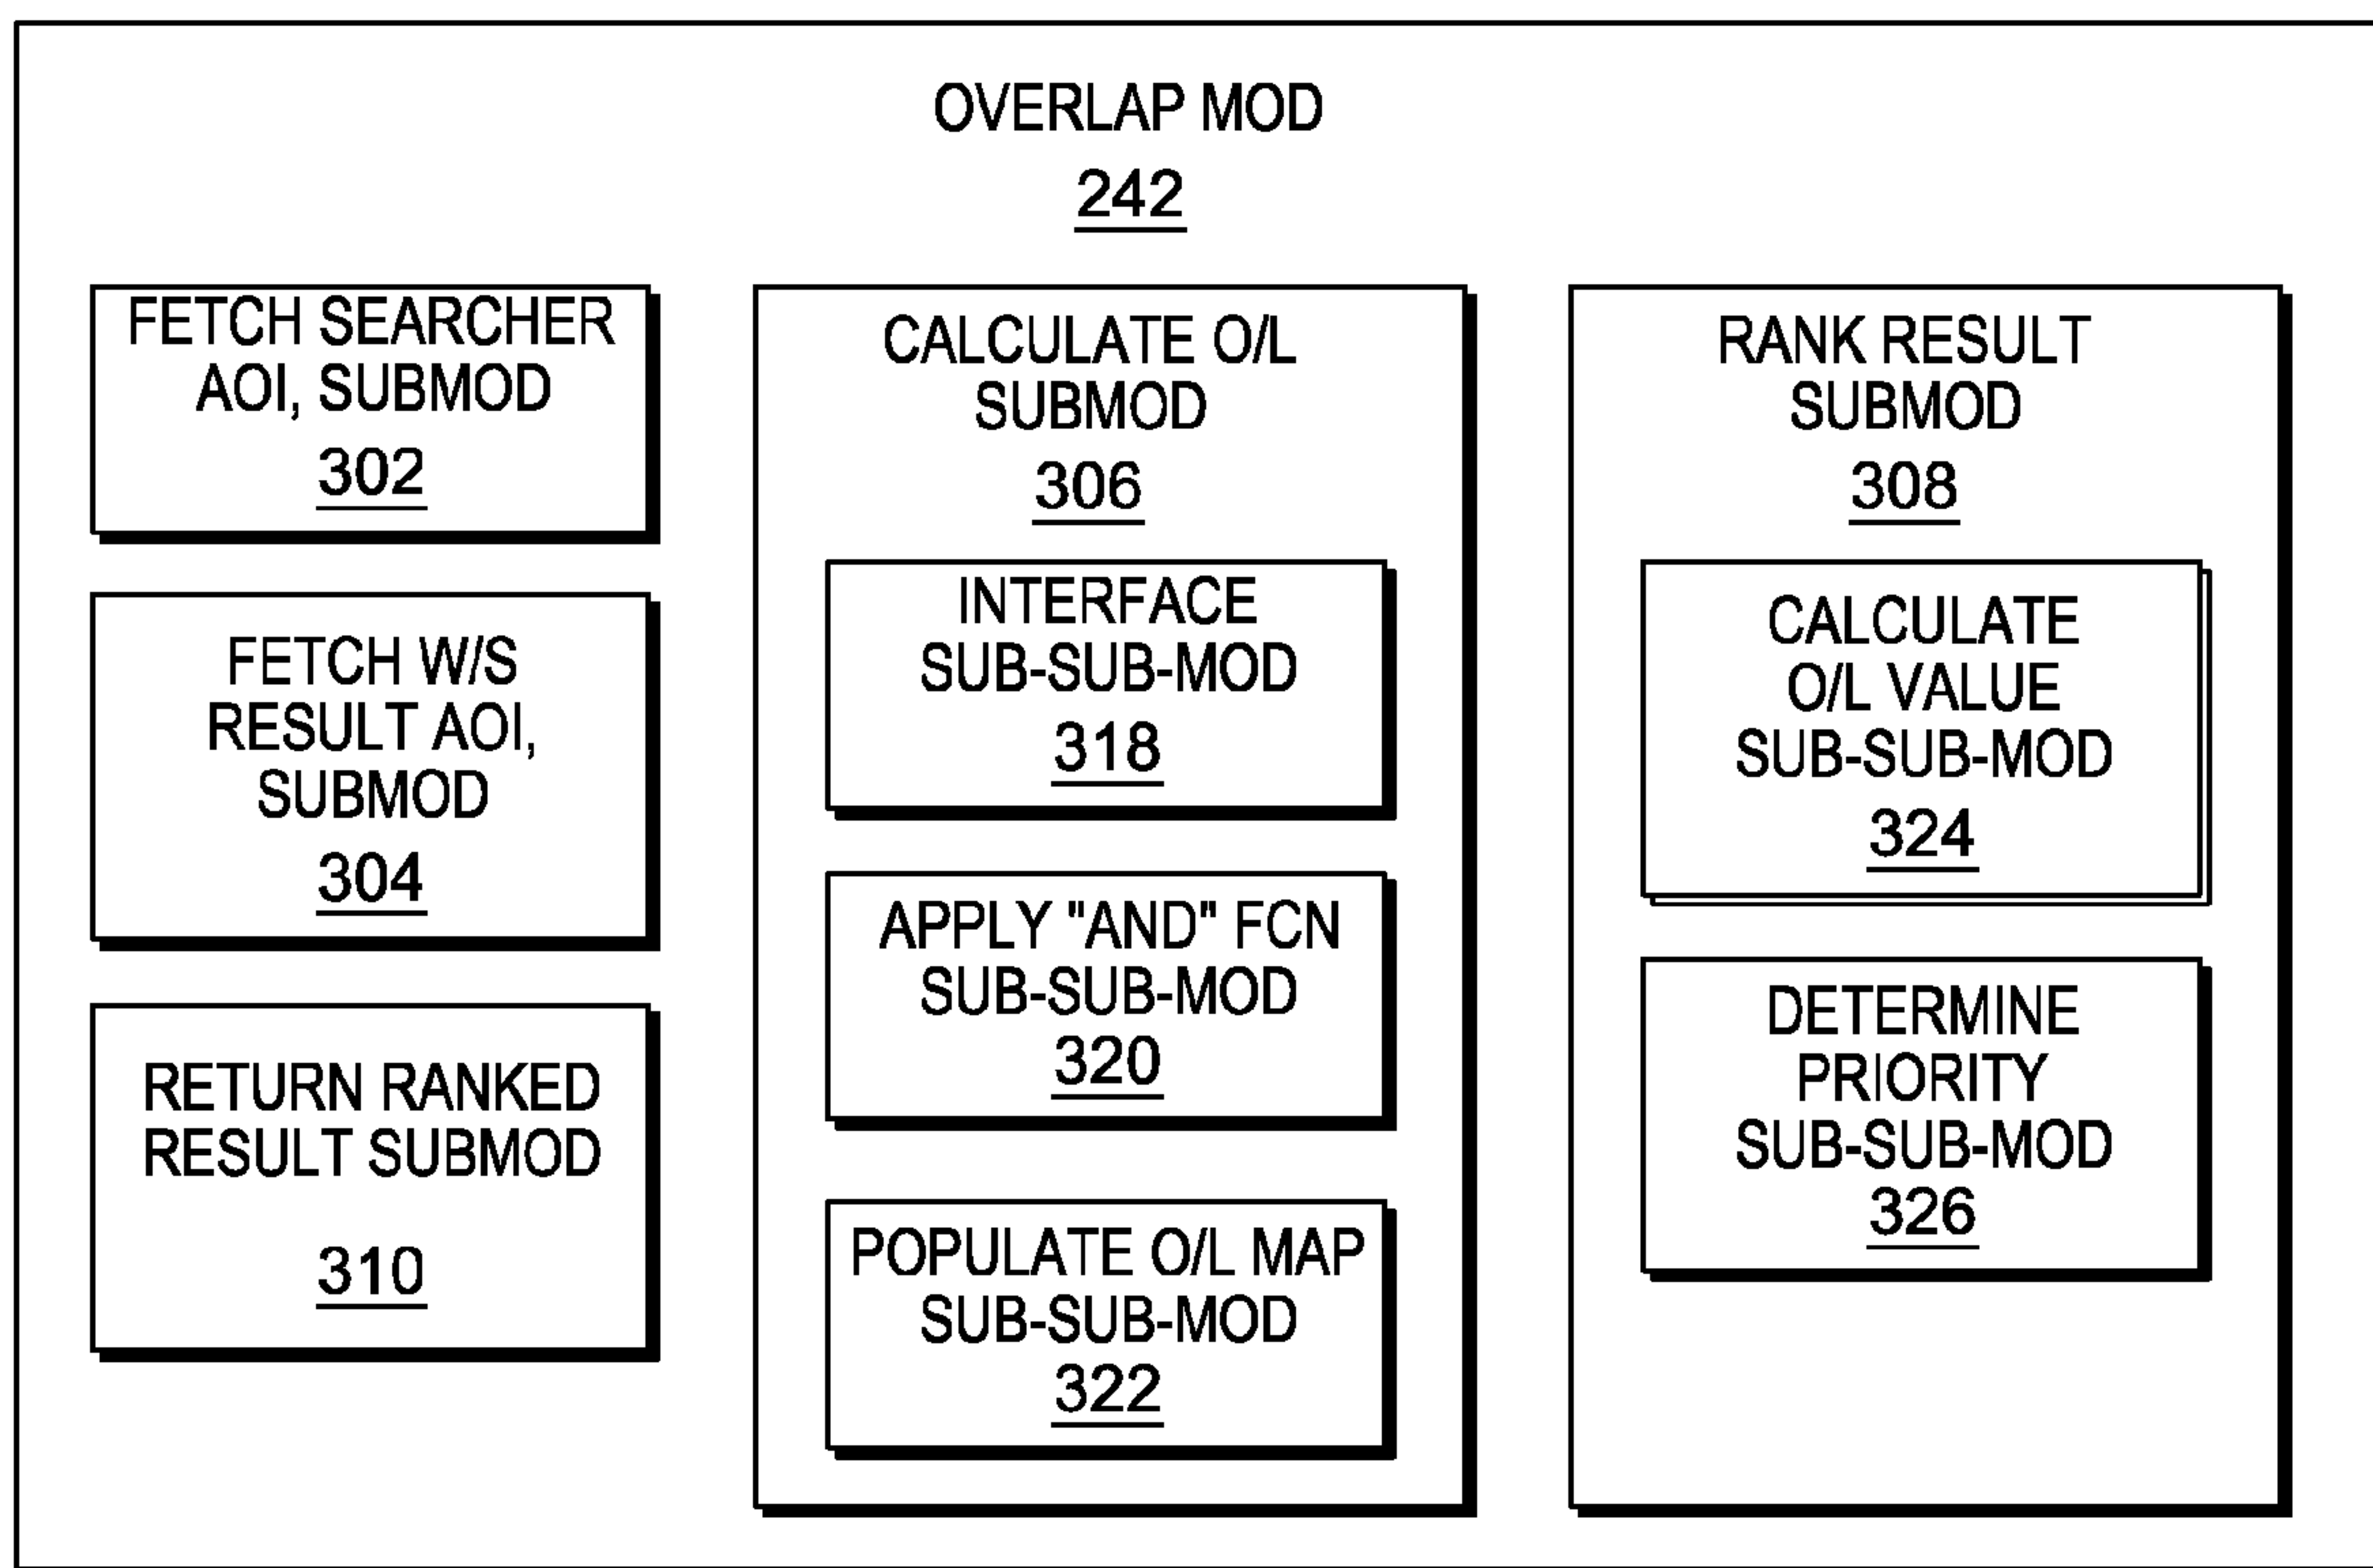 OVERLAP MOD
242
FETCH SEARCHER
AOI, SUBMOD
302
FETCH W/S
RESULT AOI,
SUBMOD
304
RETURN RANKED
RESULT SUBMOD
310
CALCULATE O/L
SUBMOD
306
INTERFACE
SUB-SUB-MOD
318
APPLY "AND" FCN
SUB-SUB-MOD
320
POPULATE O/L MAP
SUB-SUB-MOD
322
RANK RESULT
SUBMOD
308
CALCULATE
O/L VALUE
SUB-SUB-MOD
324
DETERMINE
PRIORITY
SUB-SUB-MOD
326